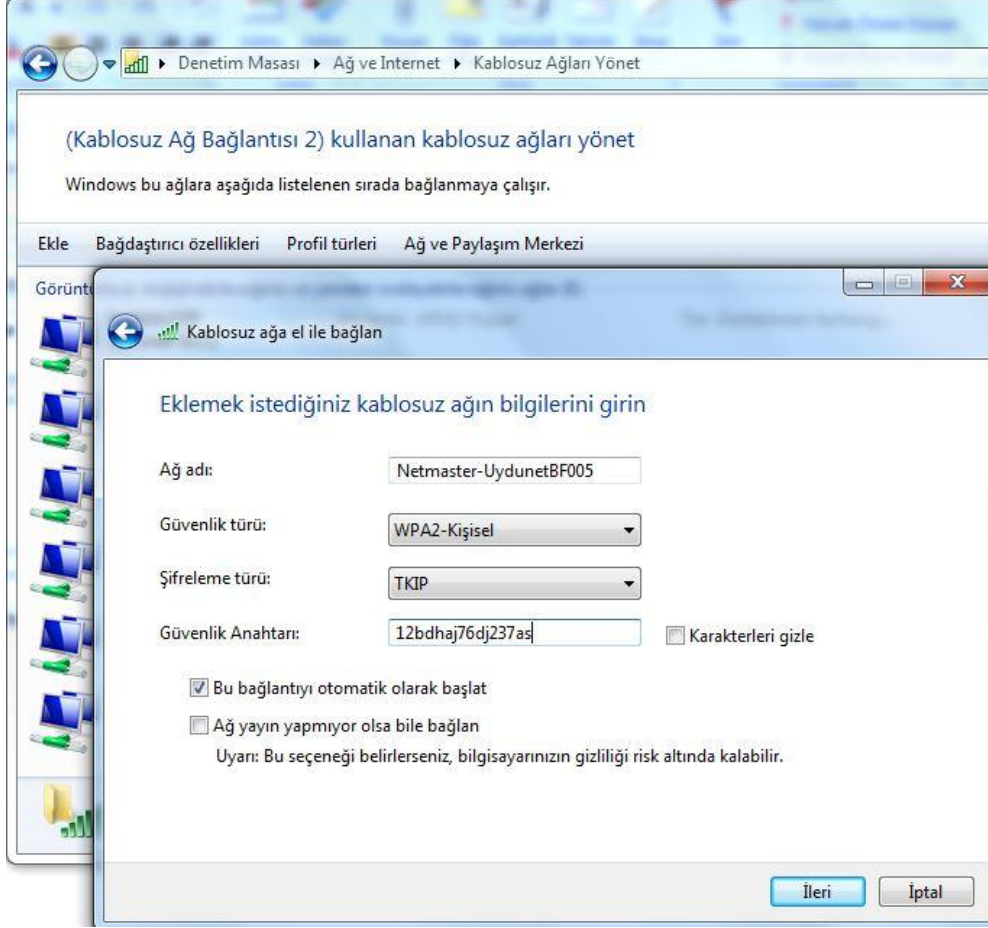 Denetim Masası ▸ Ağ ve Internet ▸ Kablosuz Ağları Yönet
(Kablosuz Ağ Bağlantısı 2) kullanan kablosuz ağları yönet
Windows bu ağlara aşağıda listelenen sırada bağlanmaya çalışır.
Ekle Bağdaştırıcı özellikleri Profil türleri Ağ ve Paylaşım Merkezi
Kablosuz ağa el ile bağlan
Eklemek istediğiniz kablosuz ağın bilgilerini girin
Ağ adı: Netmaster-UydunetBF005
Güvenlik türü: WPA2-Kişisel
Şifreleme türü: TKIP
Güvenlik Anahtarı: 12bdhaj76dj237as Karakterleri gizle
Bu bağlantıyı otomatik olarak başlat
Ağ yayın yapmıyor olsa bile bağlan
Uyarı: Bu seçeneği belirlerseniz, bilgisayarınızın gizliliği risk altında kalabilir.
İleri İptal